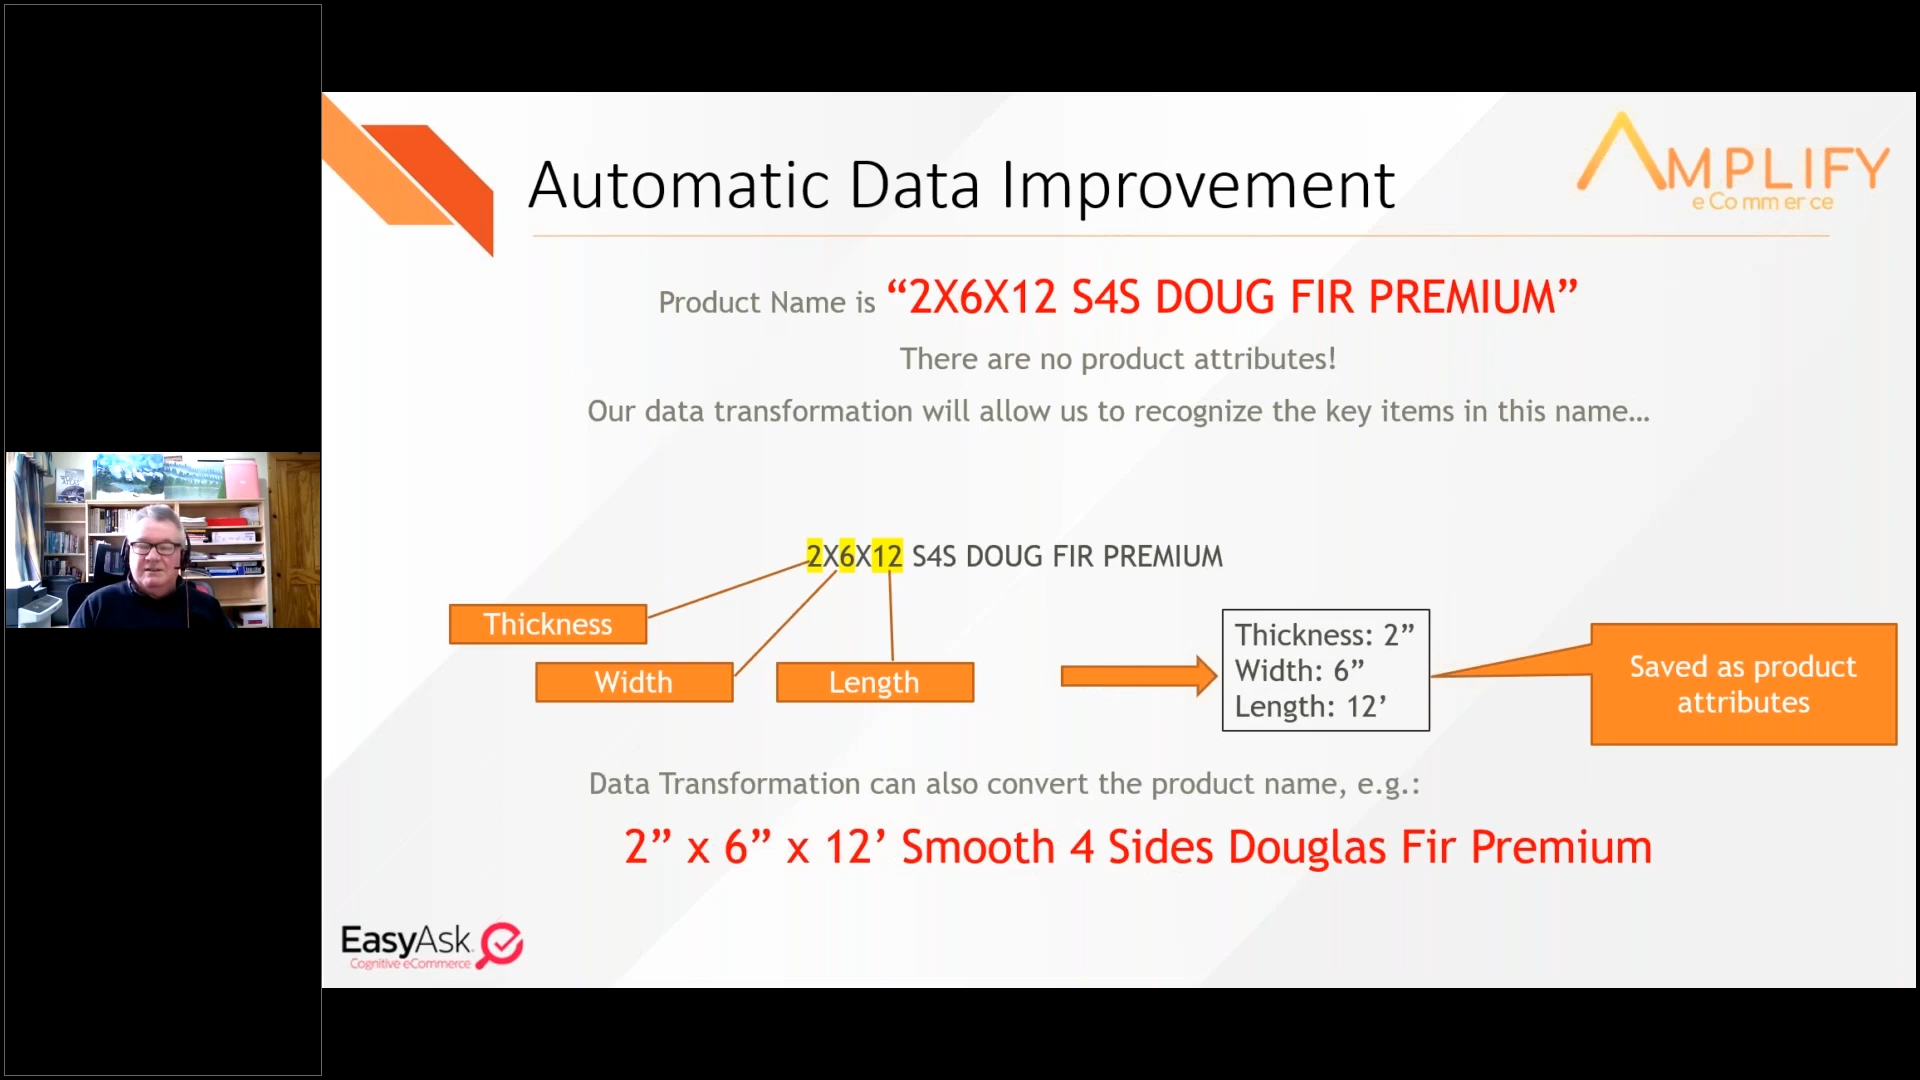 Automatic Data Improvement
AMPLIFY
eCommerce
Product Name is “2X6X12 S4S DOUG FIR PREMIUM”
There are no product attributes!
Our data transformation will allow us to recognize the key items in this name…
2X6X12 S4S DOUG FIR PREMIUM
Thickness
Width
Length
Thickness: 2”
Width: 6”
Length: 12’
Saved as product
attributes
Data Transformation can also convert the product name, e.g.:
2” x 6” x 12’ Smooth 4 Sides Douglas Fir Premium
EasyAsk
Cognitive eCommerce